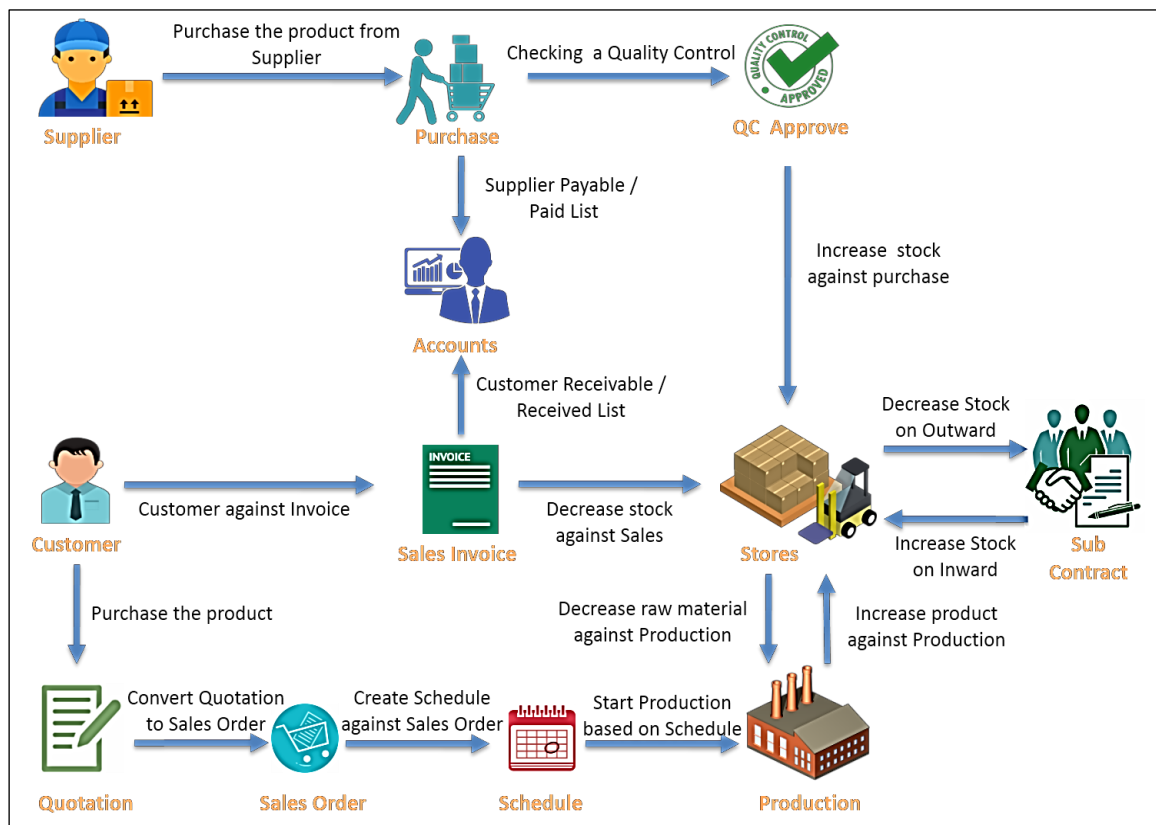 Purchase the product from
Supplier
Checking  a Quality Control
QUALITY CONTROL
APPROVED
Supplier
Purchase
QC  Approve
Supplier Payable /
Paid List
Increase  stock
against purchase
Accounts
Customer Receivable /
Received List
Decrease Stock
on Outward
INVOICE
Customer against Invoice
Decrease stock
against Sales
Customer
Sales Invoice
Stores
Increase Stock
on Inward
Sub
Contract
Purchase the product
Decrease raw material
against Production
Increase product
against Production
Convert Quotation
to Sales Order
Create Schedule
against Sales Order
Start Production
based on Schedule
Quotation
Sales Order
Schedule
Production